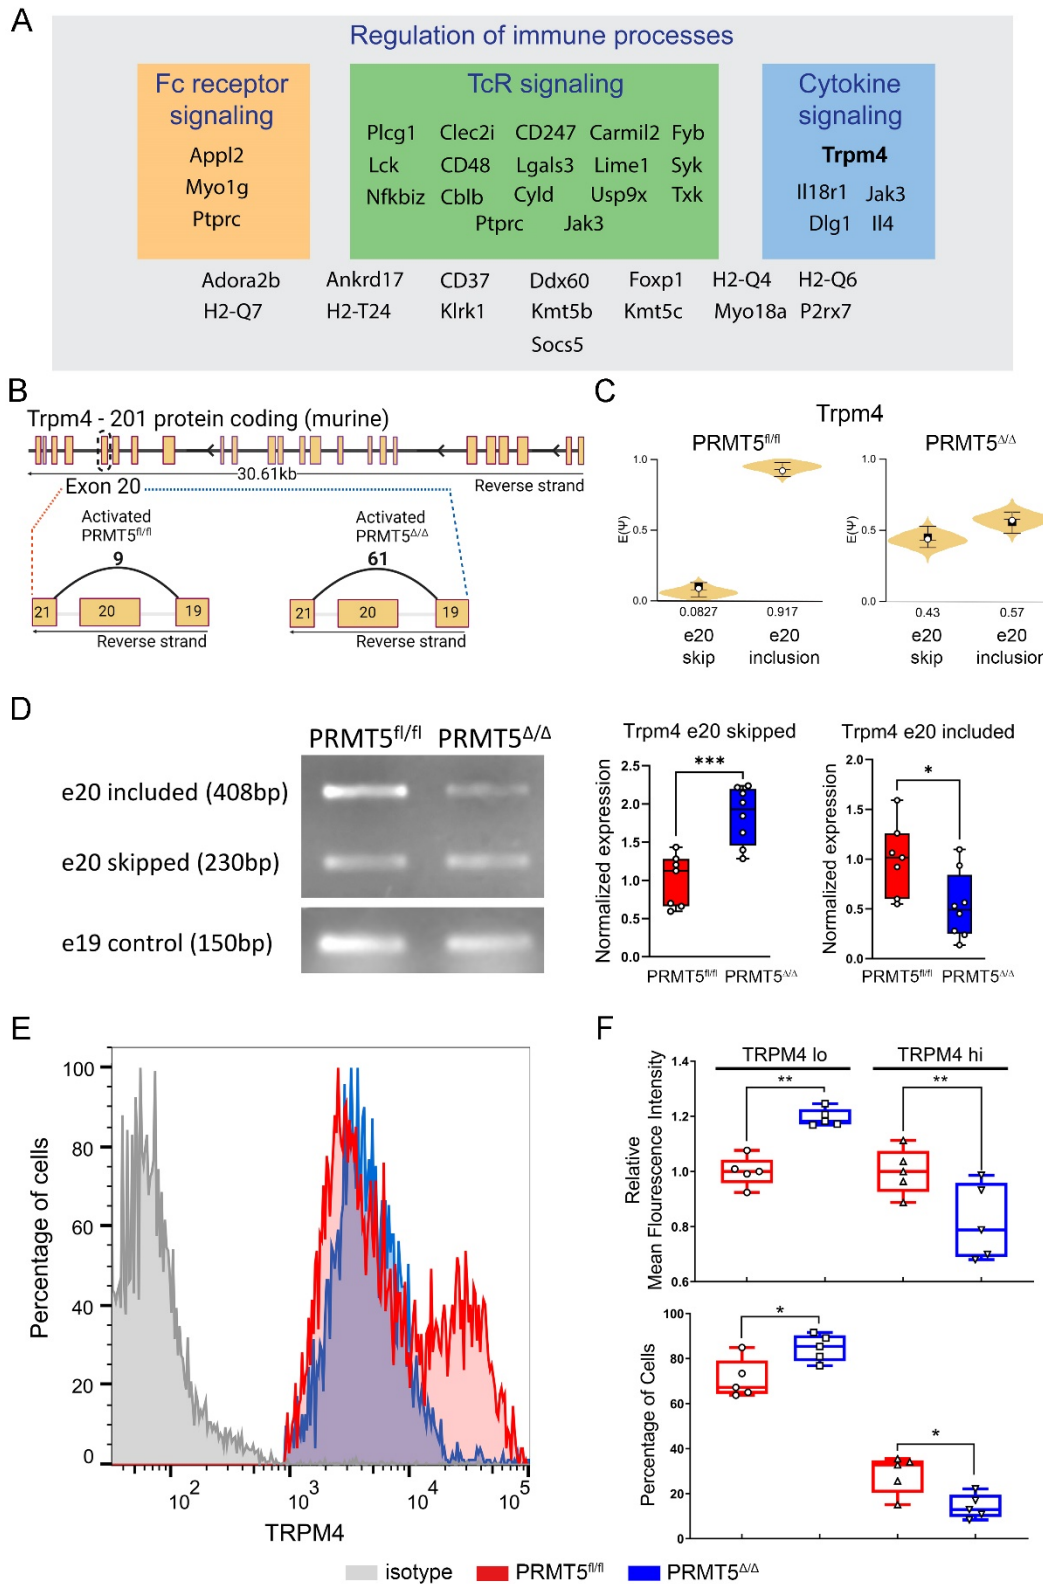 A
Regulation of immune processes
Fc receptor
signaling
Appl2
Myo1g
Ptprc
TcR signaling
Plcg1 Clec2i CD247 Carmil2 Fyb
Lck CD48 Lgals3 Lime1 Syk
Nfkbiz Cblb Cyld Usp9x Txk
Ptprc Jak3
Cytokine
signaling
Trpm4
Il18r1 Jak3
Dlg1 Il4
Adora2b Ankrd17 CD37 Ddx60 Foxp1 H2-Q4 H2-Q6
H2-Q7 H2-T24 Klrk1 Kmt5b Kmt5c Myo18a P2rx7
Socs5
B
Trpm4 - 201 protein coding (murine)
30.61kb
Reverse strand
Exon 20
Activated
PRMT5fl/fl
9
21 20 19
Reverse strand
Activated
PRMT5Δ/Δ
61
21 20 19
Reverse strand
C
Trpm4
PRMT5fl/fl
E(Ψ)
1.0
0.5
0
0.0827 0.917
e20 e20
skip inclusion
PRMT5Δ/Δ
E(Ψ)
1.0
0.5
0
0.43 0.57
e20 e20
skip inclusion
D
PRMT5fl/fl PRMT5Δ/Δ
e20 included (408bp)
e20 skipped (230bp)
e19 control (150bp)
Trpm4 e20 skipped
Normalized expression
2.5
2.0
1.5
1.0
0.5
0.0
***
PRMT5fl/fl PRMT5Δ/Δ
Trpm4 e20 included
Normalized expression
2.0
1.5
1.0
0.5
0.0
*
PRMT5fl/fl PRMT5Δ/Δ
E
Percentage of cells
100
80
60
40
20
0
10² 10³ 10⁴ 10⁵
TRPM4
F
TRPM4 lo TRPM4 hi
Relative
Mean Flourescence Intensity
1.4
1.2
1.0
0.8
0.6
** **
Percentage of Cells
100
80
60
40
20
0
* *
isotype PRMT5fl/fl PRMT5Δ/Δ